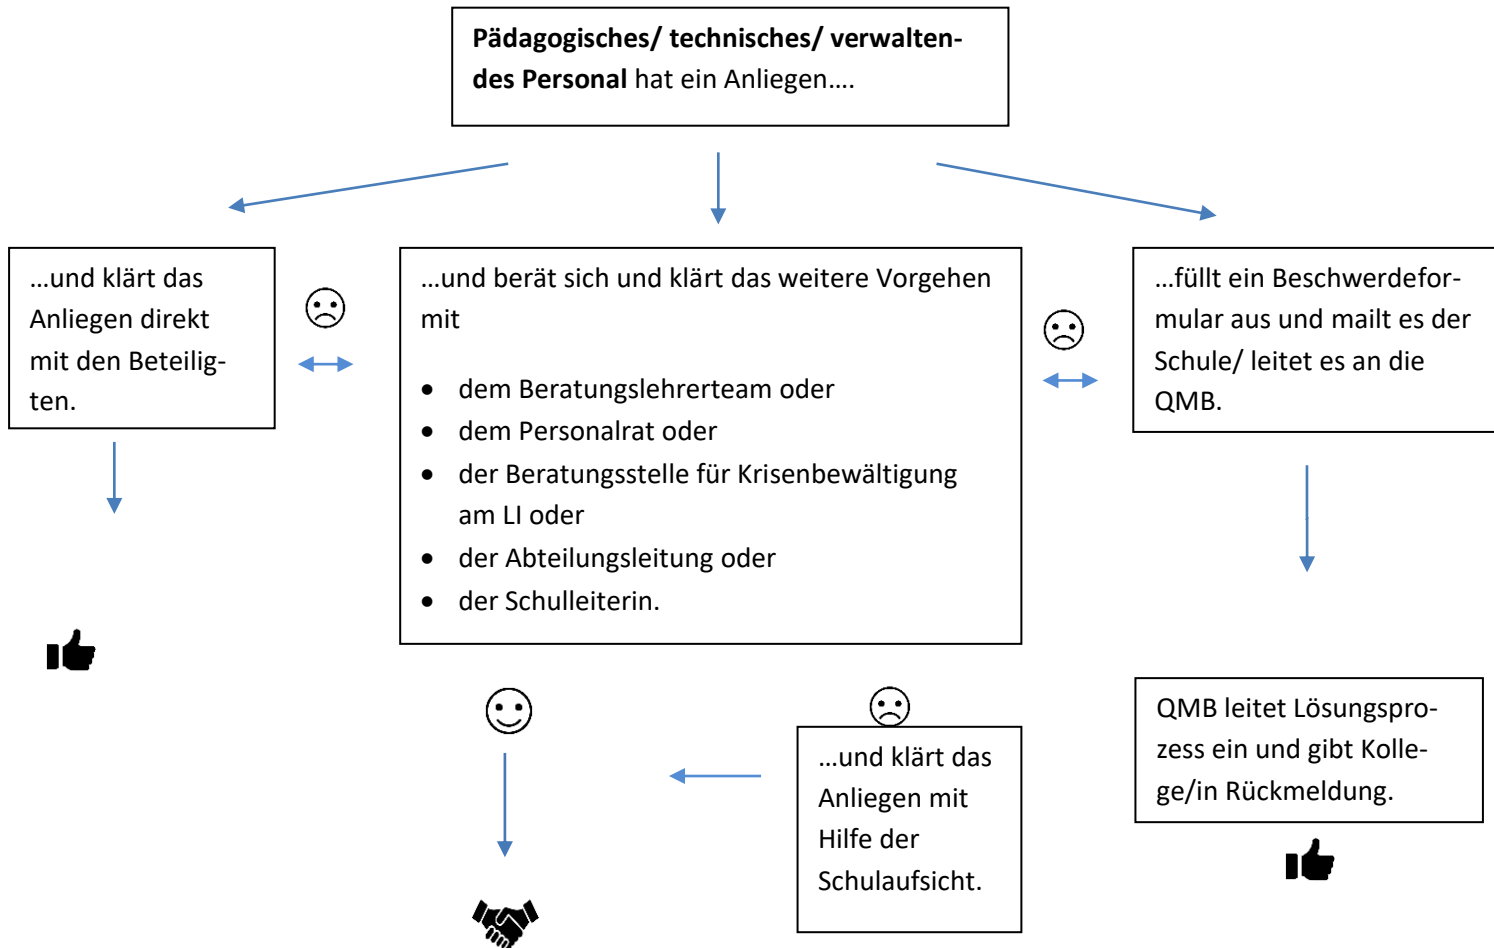 Pädagogisches/ technisches/ verwalten-
des Personal hat ein Anliegen....
...und klärt das
Anliegen direkt
mit den Beteilig-
ten.
...und berät sich und klärt das weitere Vorgehen
mit
• dem Beratungslehrerteam oder
• dem Personalrat oder
• der Beratungsstelle für Krisenbewältigung
am LI oder
• der Abteilungsleitung oder
• der Schulleiterin.
...füllt ein Beschwerdefor-
mular aus und mailt es der
Schule/ leitet es an die
QMB.
...und klärt das
Anliegen mit
Hilfe der
Schulaufsicht.
QMB leitet Lösungspro-
zess ein und gibt Kolle-
ge/in Rückmeldung.